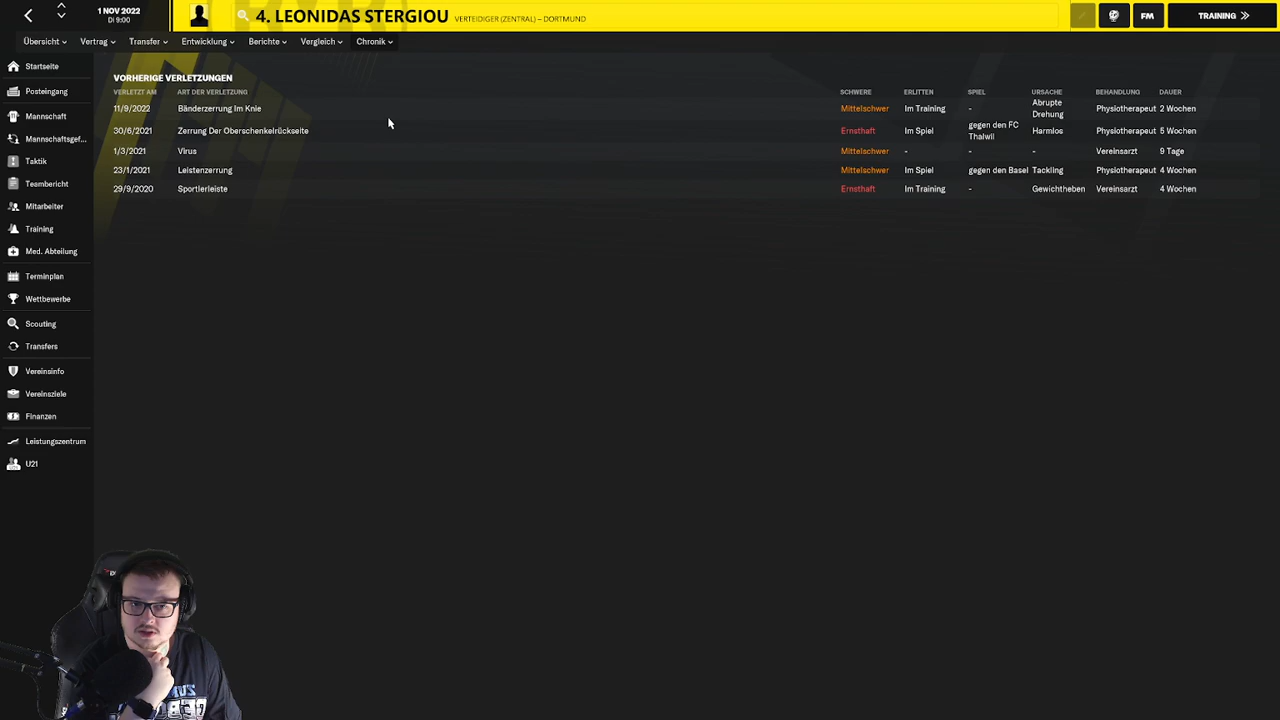 1 NOV 2022
DI 9:00
4. LEONIDAS STERGIOU VERTEIDIGER (ZENTRAL) – DORTMUND
FM
TRAINING
Übersicht Vertrag Transfer Entwicklung Berichte Vergleich Chronik
Startseite
Posteingang
Mannschaft
Mannschaftsgef...
Taktik
Teambericht
Mitarbeiter
Training
Med. Abteilung
Terminplan
Wettbewerbe
Scouting
Transfers
Vereinsinfo
Vereinsziele
Finanzen
Leistungszentrum
U21
VORHERIGE VERLETZUNGEN
VERLETZT AM ART DER VERLETZUNG SCHWERE ERLITTEN SPIEL URSACHE BEHANDLUNG DAUER
11/9/2022 Bänderzerrung Im Knie Mittelschwer Im Training - Abrupte Drehung Physiotherapeut 2 Wochen
30/6/2021 Zerrung Der Oberschenkelrückseite Ernsthaft Im Spiel gegen den FC Thalwil Harmlos Physiotherapeut 5 Wochen
1/3/2021 Virus Mittelschwer - - - Vereinsarzt 9 Tage
23/1/2021 Leistenzerrung Mittelschwer Im Spiel gegen den Basel Tackling Physiotherapeut 4 Wochen
29/9/2020 Sportlerleiste Ernsthaft Im Training - Gewichtheben Vereinsarzt 4 Wochen